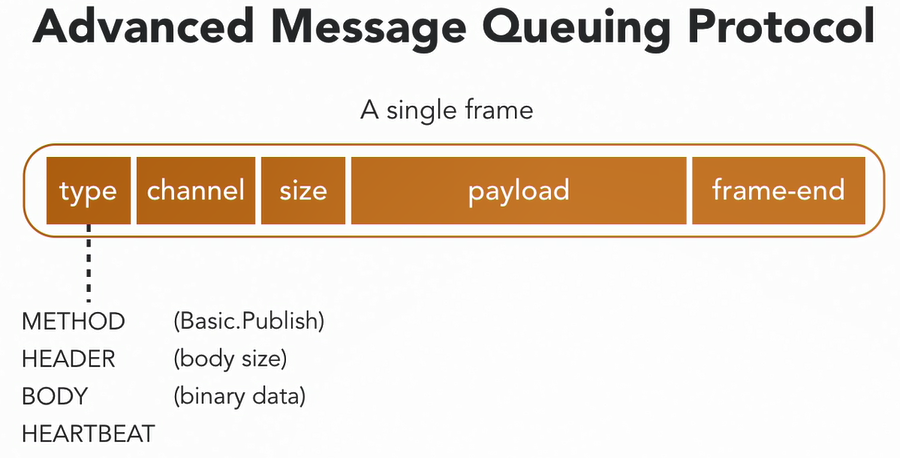 Advanced Message Queuing Protocol
A single frame
type channel size payload frame-end
METHOD (Basic.Publish)
HEADER (body size)
BODY (binary data)
HEARTBEAT